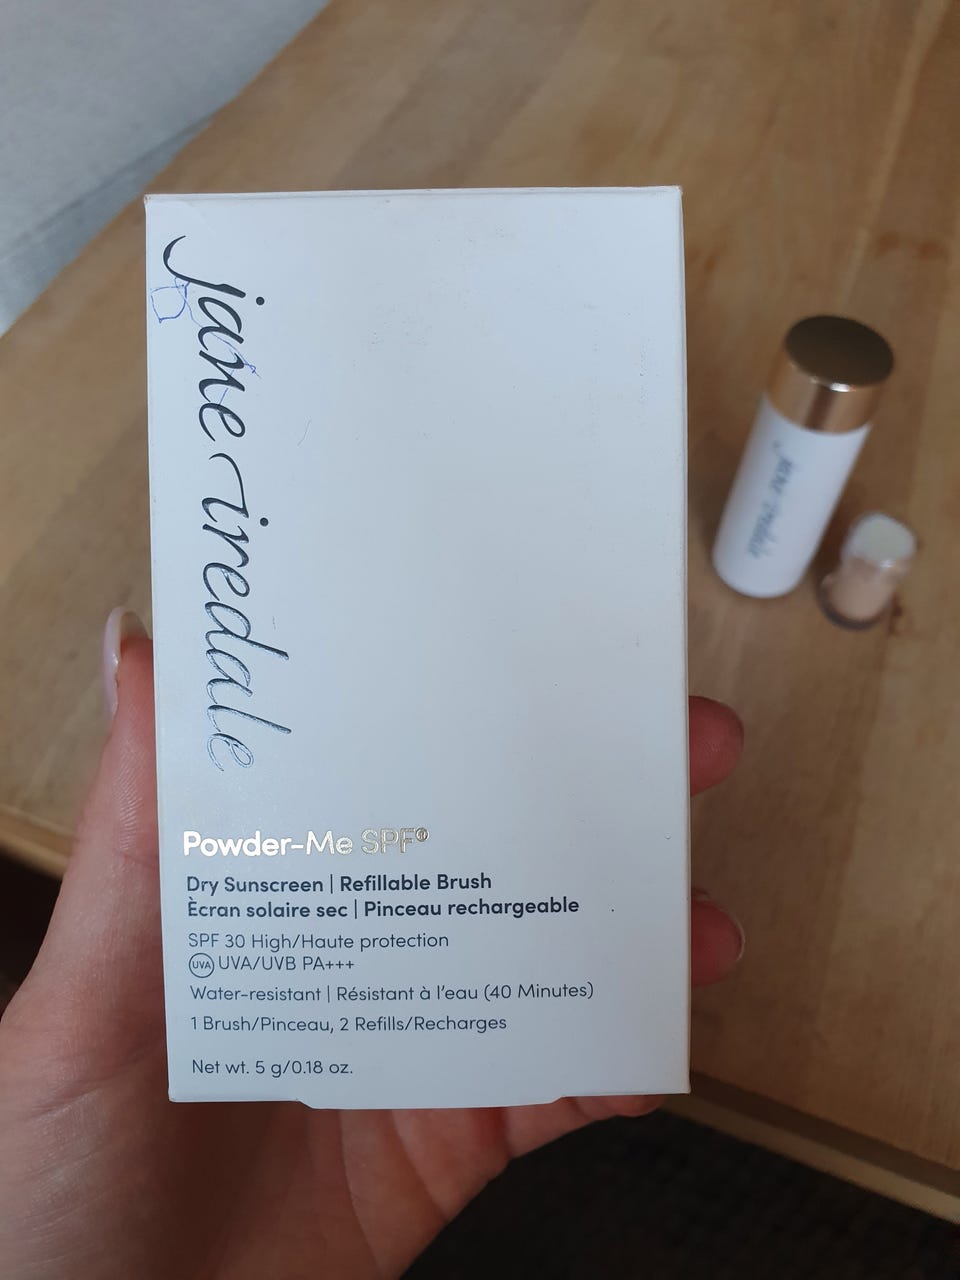 jane iredale
Powder-Me SPF®
Dry Sunscreen | Refillable Brush
Ècran solaire sec | Pinceau rechargeable
SPF 30 High/Haute protection
UVA UVA/UVB PA+++
Water-resistant | Résistant à l'eau (40 Minutes)
1 Brush/Pinceau, 2 Refills/Recharges
Net wt. 5 g/0.18 oz.
jane iredale